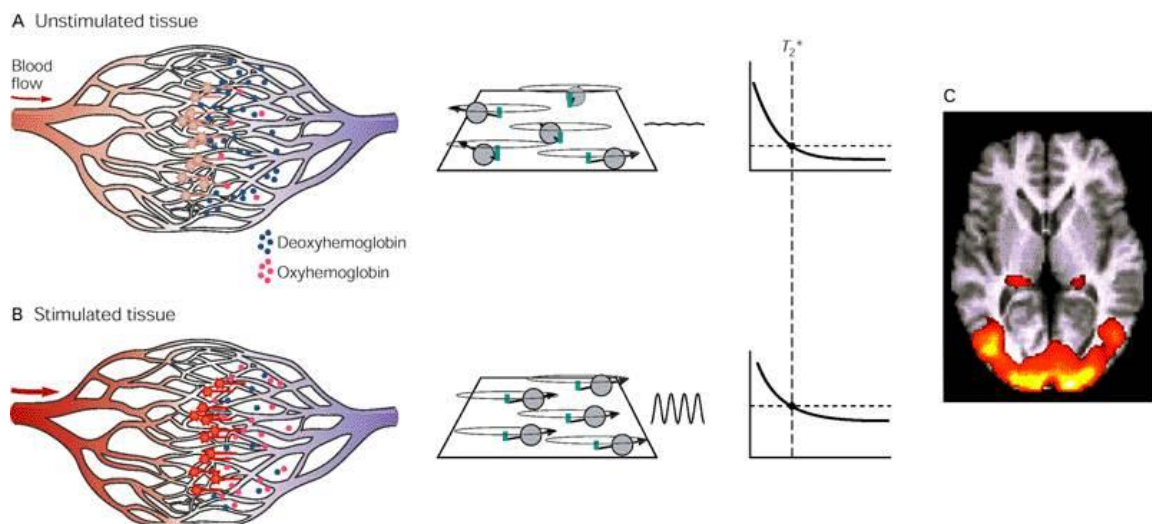 A Unstimulated tissue
Blood
flow
Deoxyhemoglobin
Oxyhemoglobin
T₂*
C
B Stimulated tissue